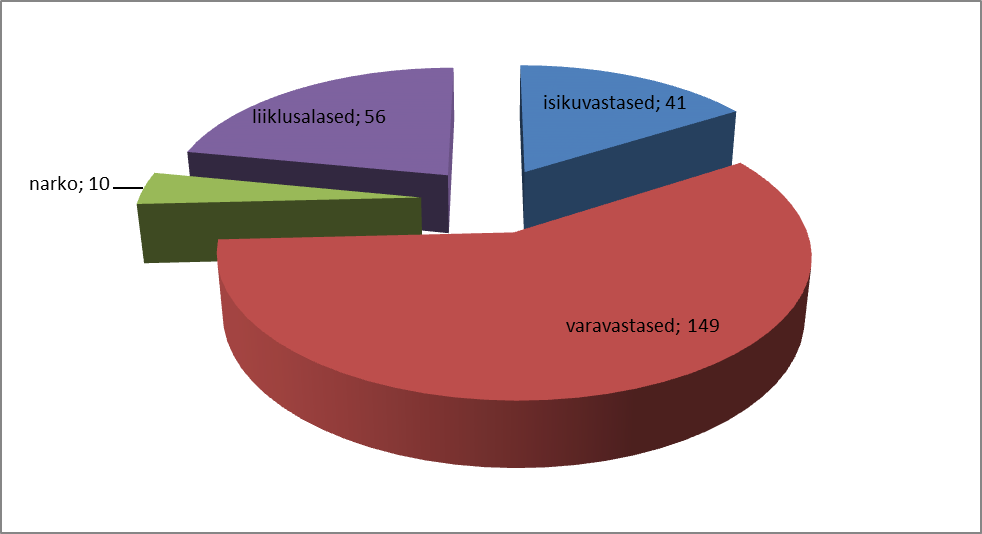 isikuvastased; 41
liiklusalased; 56
narko; 10
varavastased; 149